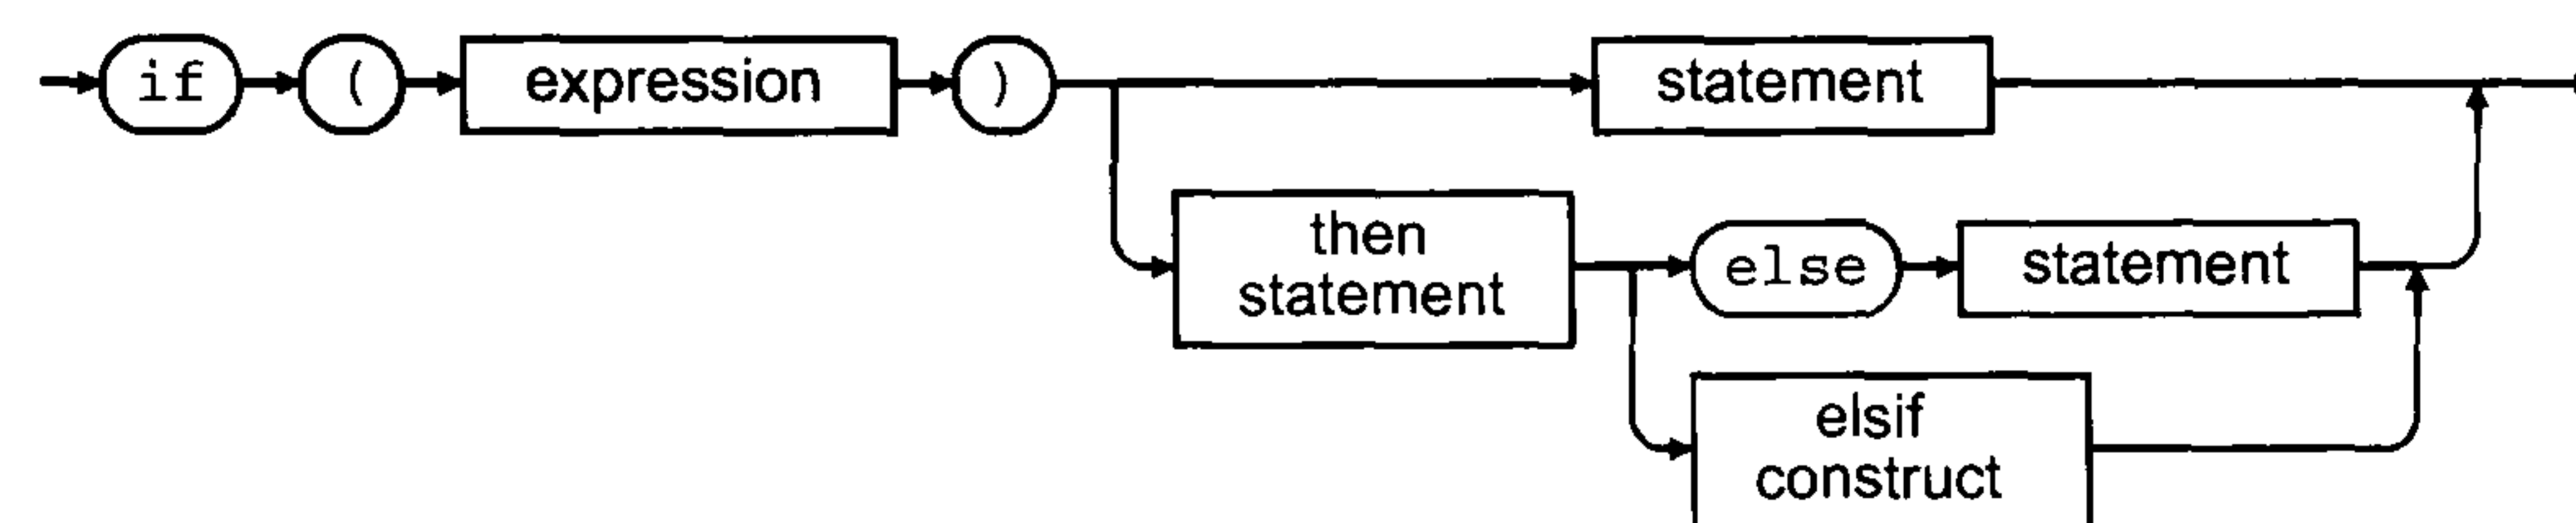 if ( expression ) statement
then
statement
else statement
elsif
construct